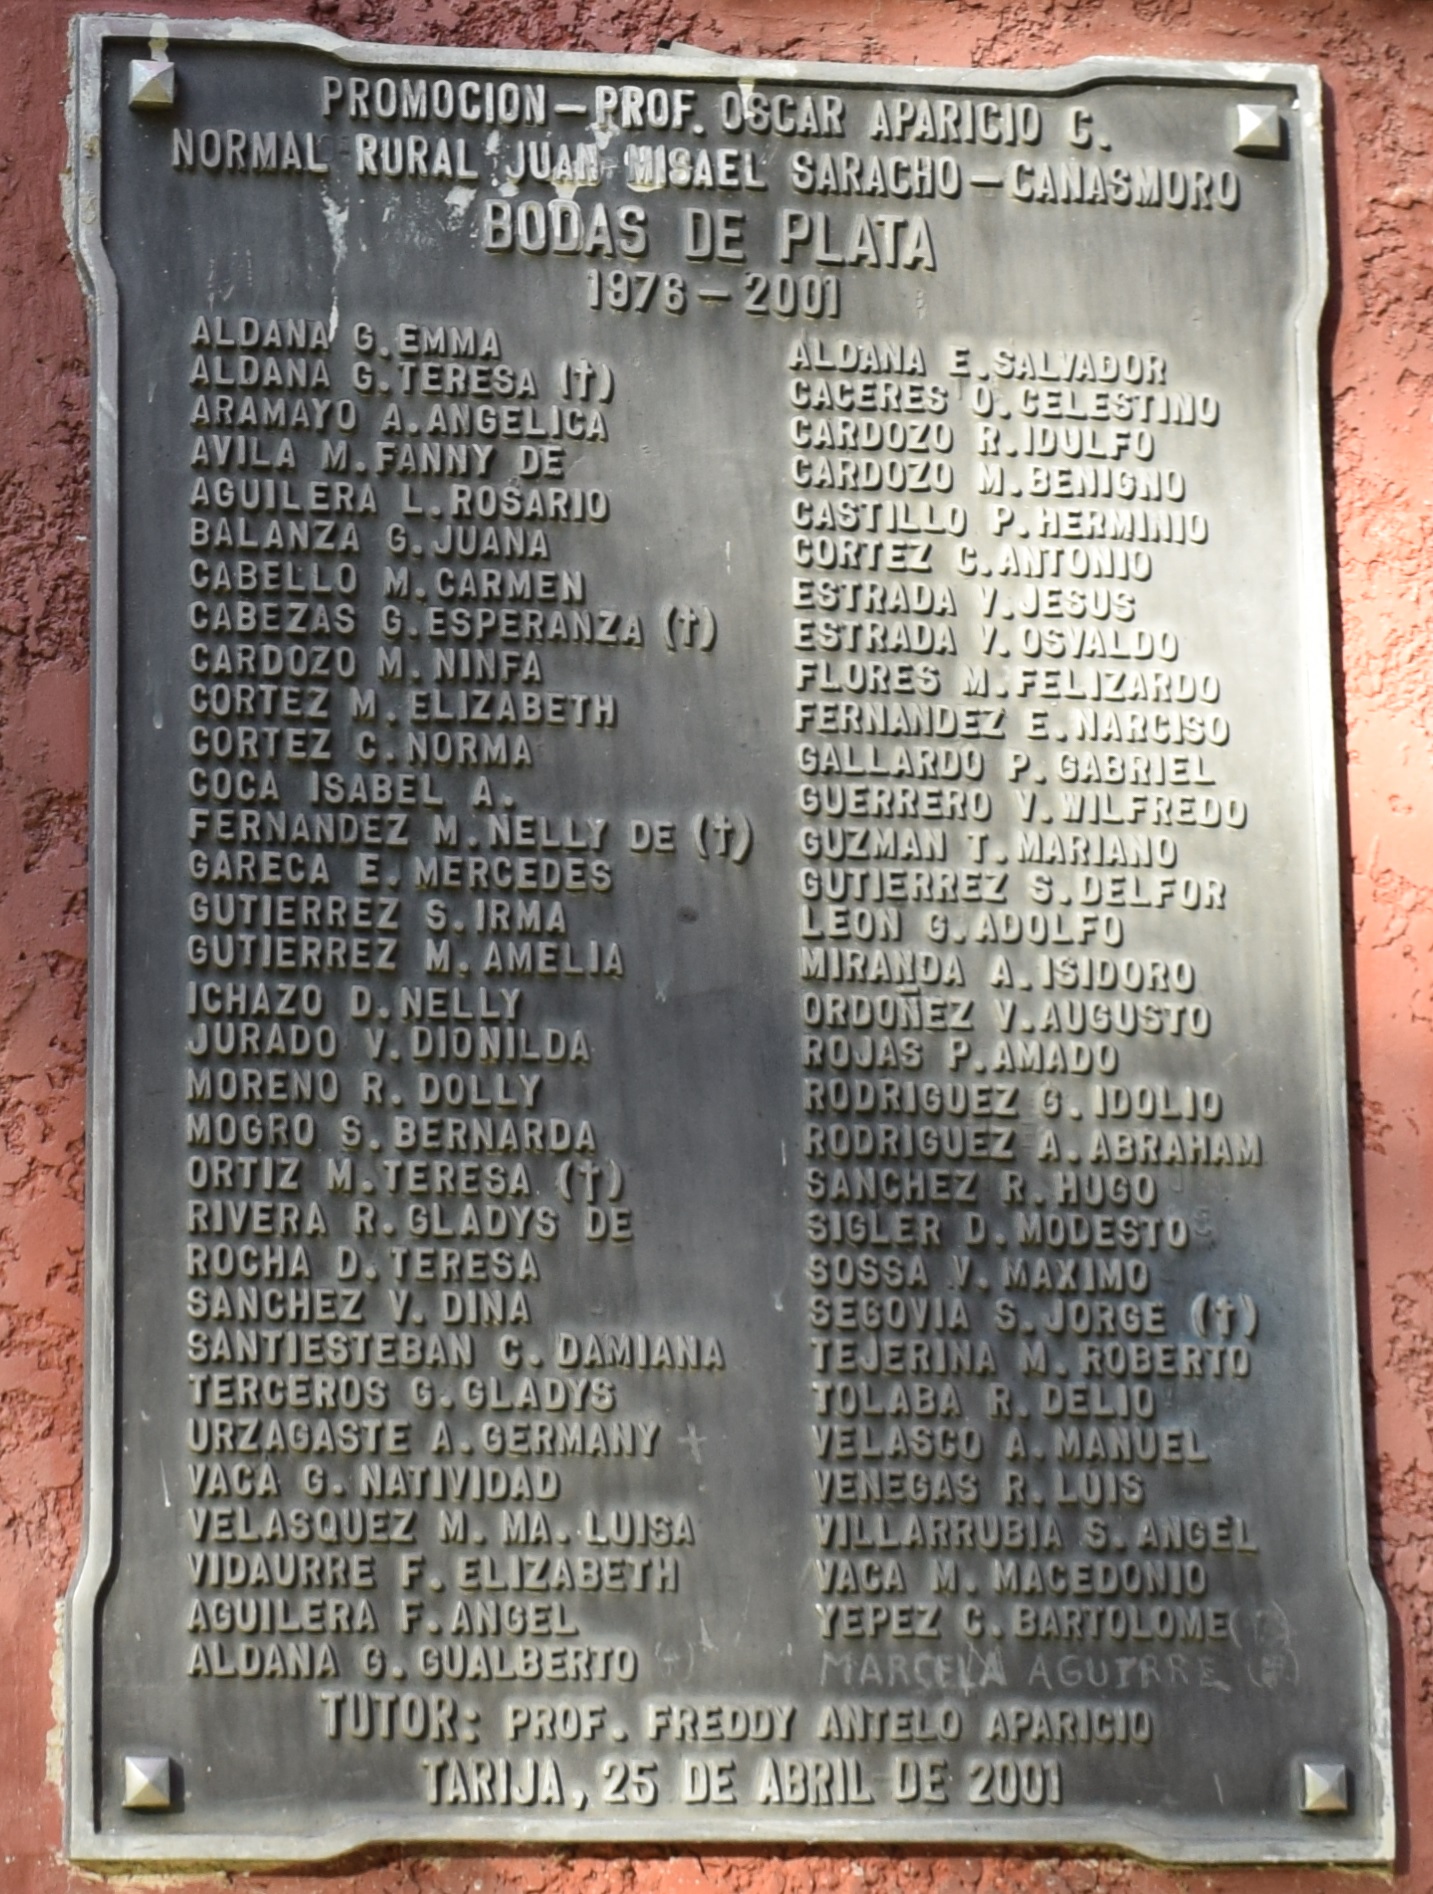 PROMOCION – PROF. OSCAR APARICIO C.
NORMAL RURAL JUAN MISAEL SARACHO – CANASMORO
BODAS DE PLATA
1976 – 2001
ALDANA G. EMMA
ALDANA G. TERESA (†)
ARAMAYO A. ANGELICA
AVILA M. FANNY DE
AGUILERA L. ROSARIO
BALANZA G. JUANA
CABELLO M. CARMEN
CABEZAS G. ESPERANZA (†)
CARDOZO M. NINFA
CORTEZ M. ELIZABETH
CORTEZ C. NORMA
COCA ISABEL A.
FERNANDEZ M. NELLY DE (†)
GARECA E. MERCEDES
GUTIERREZ S. IRMA
GUTIERREZ M. AMELIA
ICHAZO D. NELLY
JURADO V. DIONILDA
MORENO R. DOLLY
MOGRO S. BERNARDA
ORTIZ M. TERESA (†)
RIVERA R. GLADYS DE
ROCHA D. TERESA
SANCHEZ V. DINA
SANTIESTEBAN C. DAMIANA
TERCEROS G. GLADYS
URZAGASTE A. GERMANY +
VACA G. NATIVIDAD
VELASQUEZ M. MA. LUISA
VIDAURRE F. ELIZABETH
AGUILERA F. ANGEL
ALDANA G. GUALBERTO
ALDANA E. SALVADOR
CACERES O. CELESTINO
CARDOZO R. IDULFO
CARDOZO M. BENIGNO
CASTILLO P. HERMINIO
CORTEZ C. ANTONIO
ESTRADA V. JESUS
ESTRADA V. OSVALDO
FLORES M. FELIZARDO
FERNANDEZ E. NARCISO
GALLARDO P. GABRIEL
GUERRERO V. WILFREDO
GUZMAN T. MARIANO
GUTIERREZ S. DELFOR
LEON G. ADOLFO
MIRANDA A. ISIDORO
ORDOÑEZ V. AUGUSTO
ROJAS P. AMADO
RODRIGUEZ G. IDOLIO
RODRIGUEZ A. ABRAHAM
SANCHEZ R. HUGO
SIGLER D. MODESTO
SOSSA V. MAXIMO
SEGOVIA S. JORGE (†)
TEJERINA M. ROBERTO
TOLABA R. DELIO
VELASCO A. MANUEL
VENEGAS R. LUIS
VILLARRUBIA S. ANGEL
VACA M. MACEDONIO
YEPEZ C. BARTOLOME
MARCELA AGUIRRE
TUTOR: PROF. FREDDY ANTELO APARICIO
TARIJA, 25 DE ABRIL DE 2001